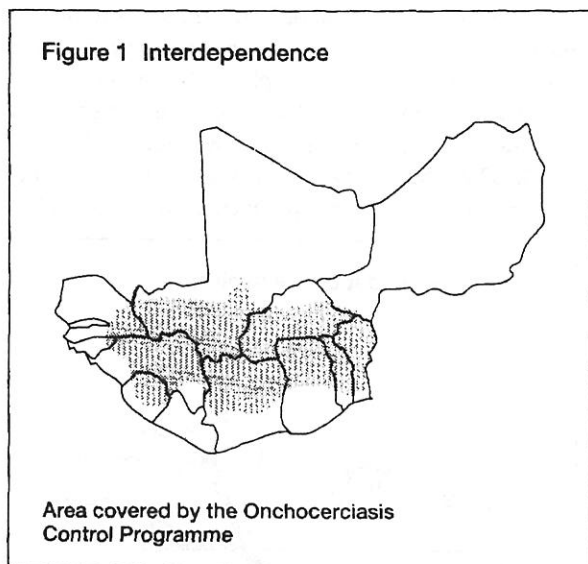 Figure 1 Interdependence
Area covered by the Onchocerciasis
Control Programme